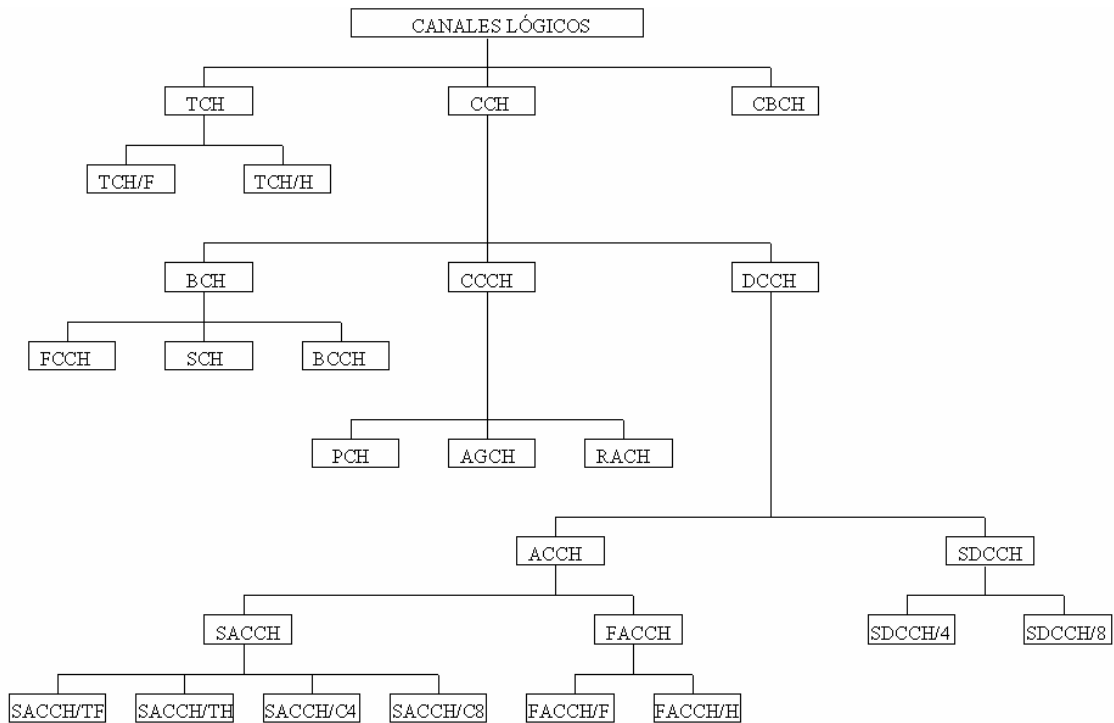 CANALES LÓGICOS
TCH
CCH
CBCH
TCH/F
TCH/H
BCH
CCCH
DCCH
FCCH
SCH
BCCH
PCH
AGCH
RACH
ACCH
SDCCH
SACCH
FACCH
SDCCH/4
SDCCH/8
SACCH/TF
SACCH/TH
SACCH/C4
SACCH/C8
FACCH/F
FACCH/H